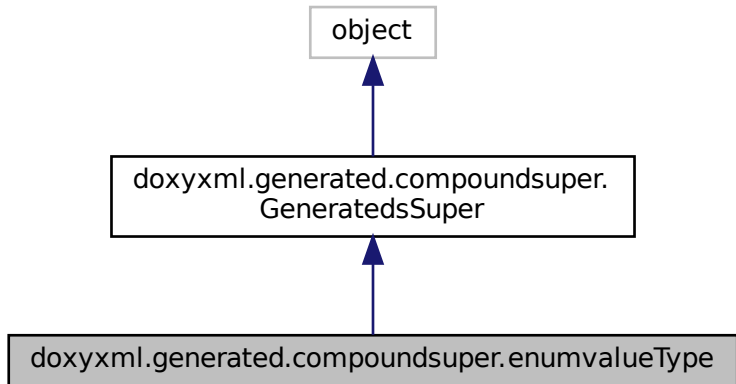 object
doxyxml.generated.compoundsuper.
GeneratedsSuper
doxyxml.generated.compoundsuper.enumvalueType